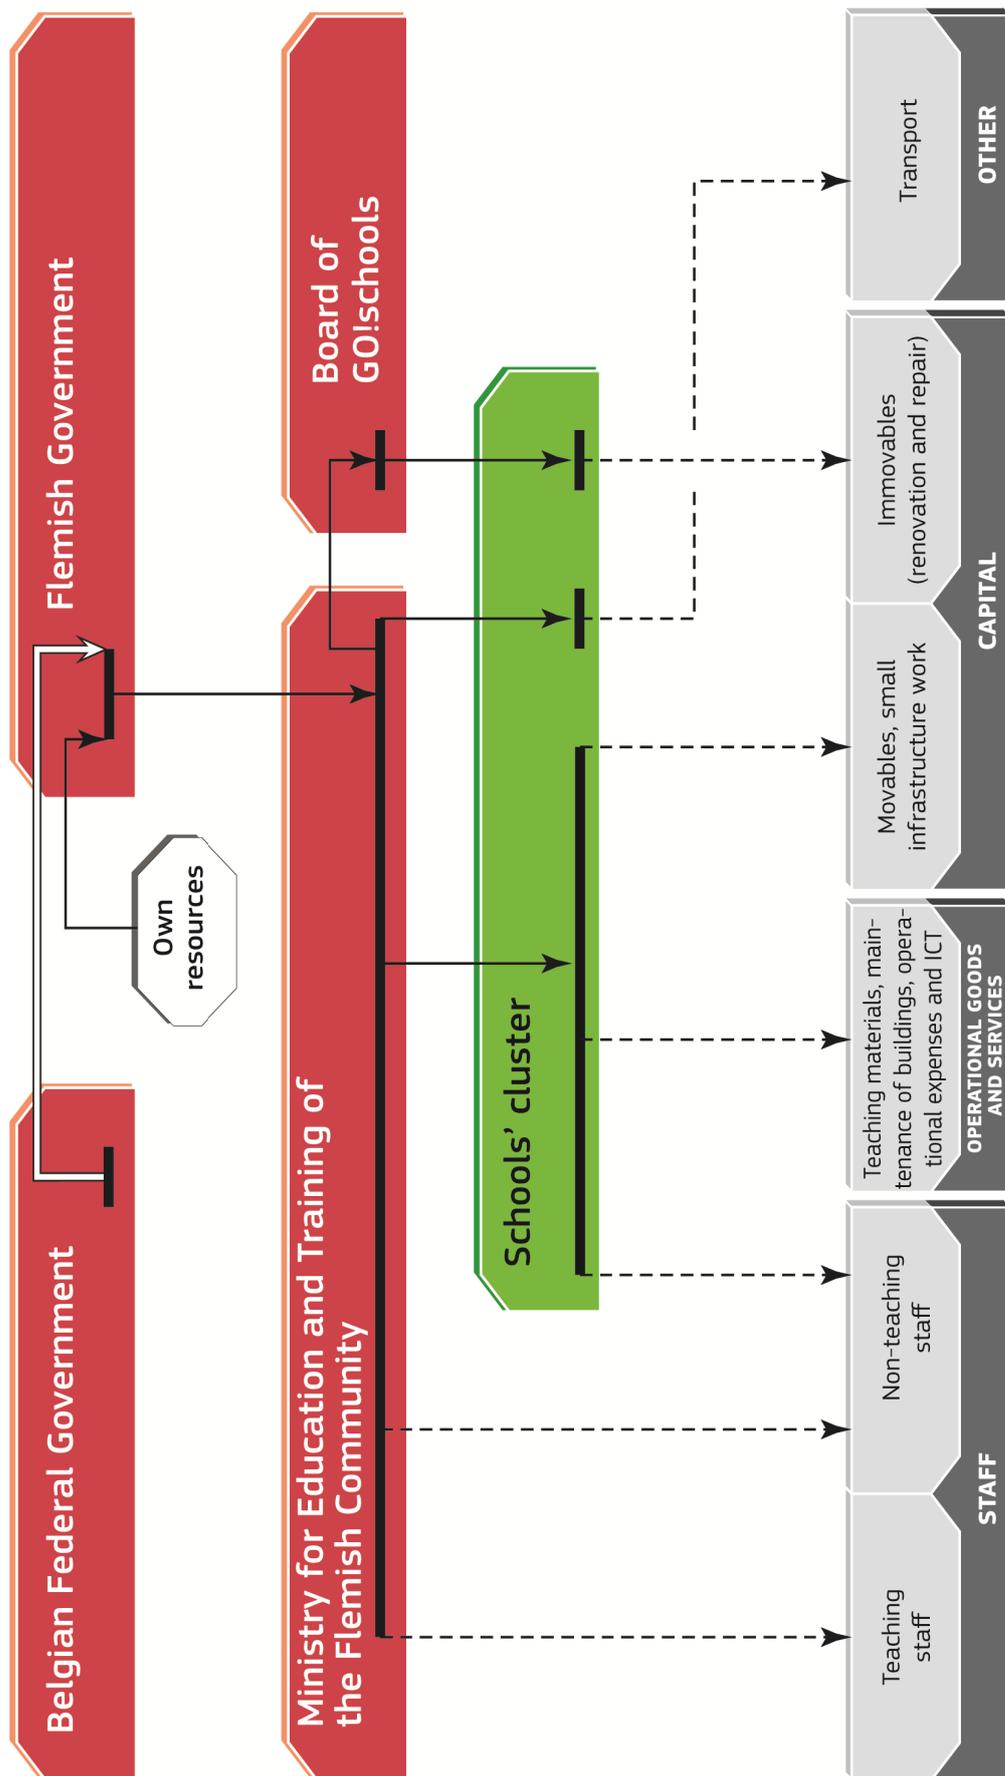 Belgian Federal Government
Flemish Government
Own
resources
Ministry for Education and Training of
the Flemish Community
Board of
GO!schools
Schools’ cluster
Teaching
staff
Non-teaching
staff
Teaching materials, main-
tenance of buildings, opera-
tional expenses and ICT
Movables, small
infrastructure work
Immovables
(renovation and repair)
Transport
STAFF
OPERATIONAL GOODS
AND SERVICES
CAPITAL
OTHER